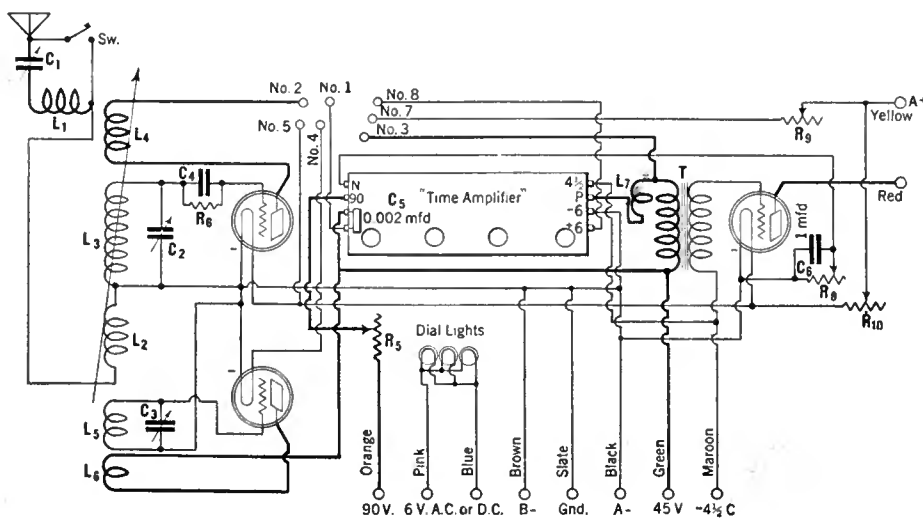 Sw.
C1
L1
No. 2
No. 1
No. 5
No. 4
No. 8
No. 7
No. 3
R9
A+
Yellow
L4
C4
R6
C2
L3
L2
N
90
C5
0.002 mfd
"Time Amplifier"
4½
P
-6
+6
L7
T
Red
1 mfd
C6
R8
R10
R5
Dial Lights
C3
L5
L6
Orange
Pink
Blue
Brown
Slate
Black
Green
Maroon
90 V.
6 V. A.C. or D.C.
B-
Gnd.
A-
45 V
-4½ C